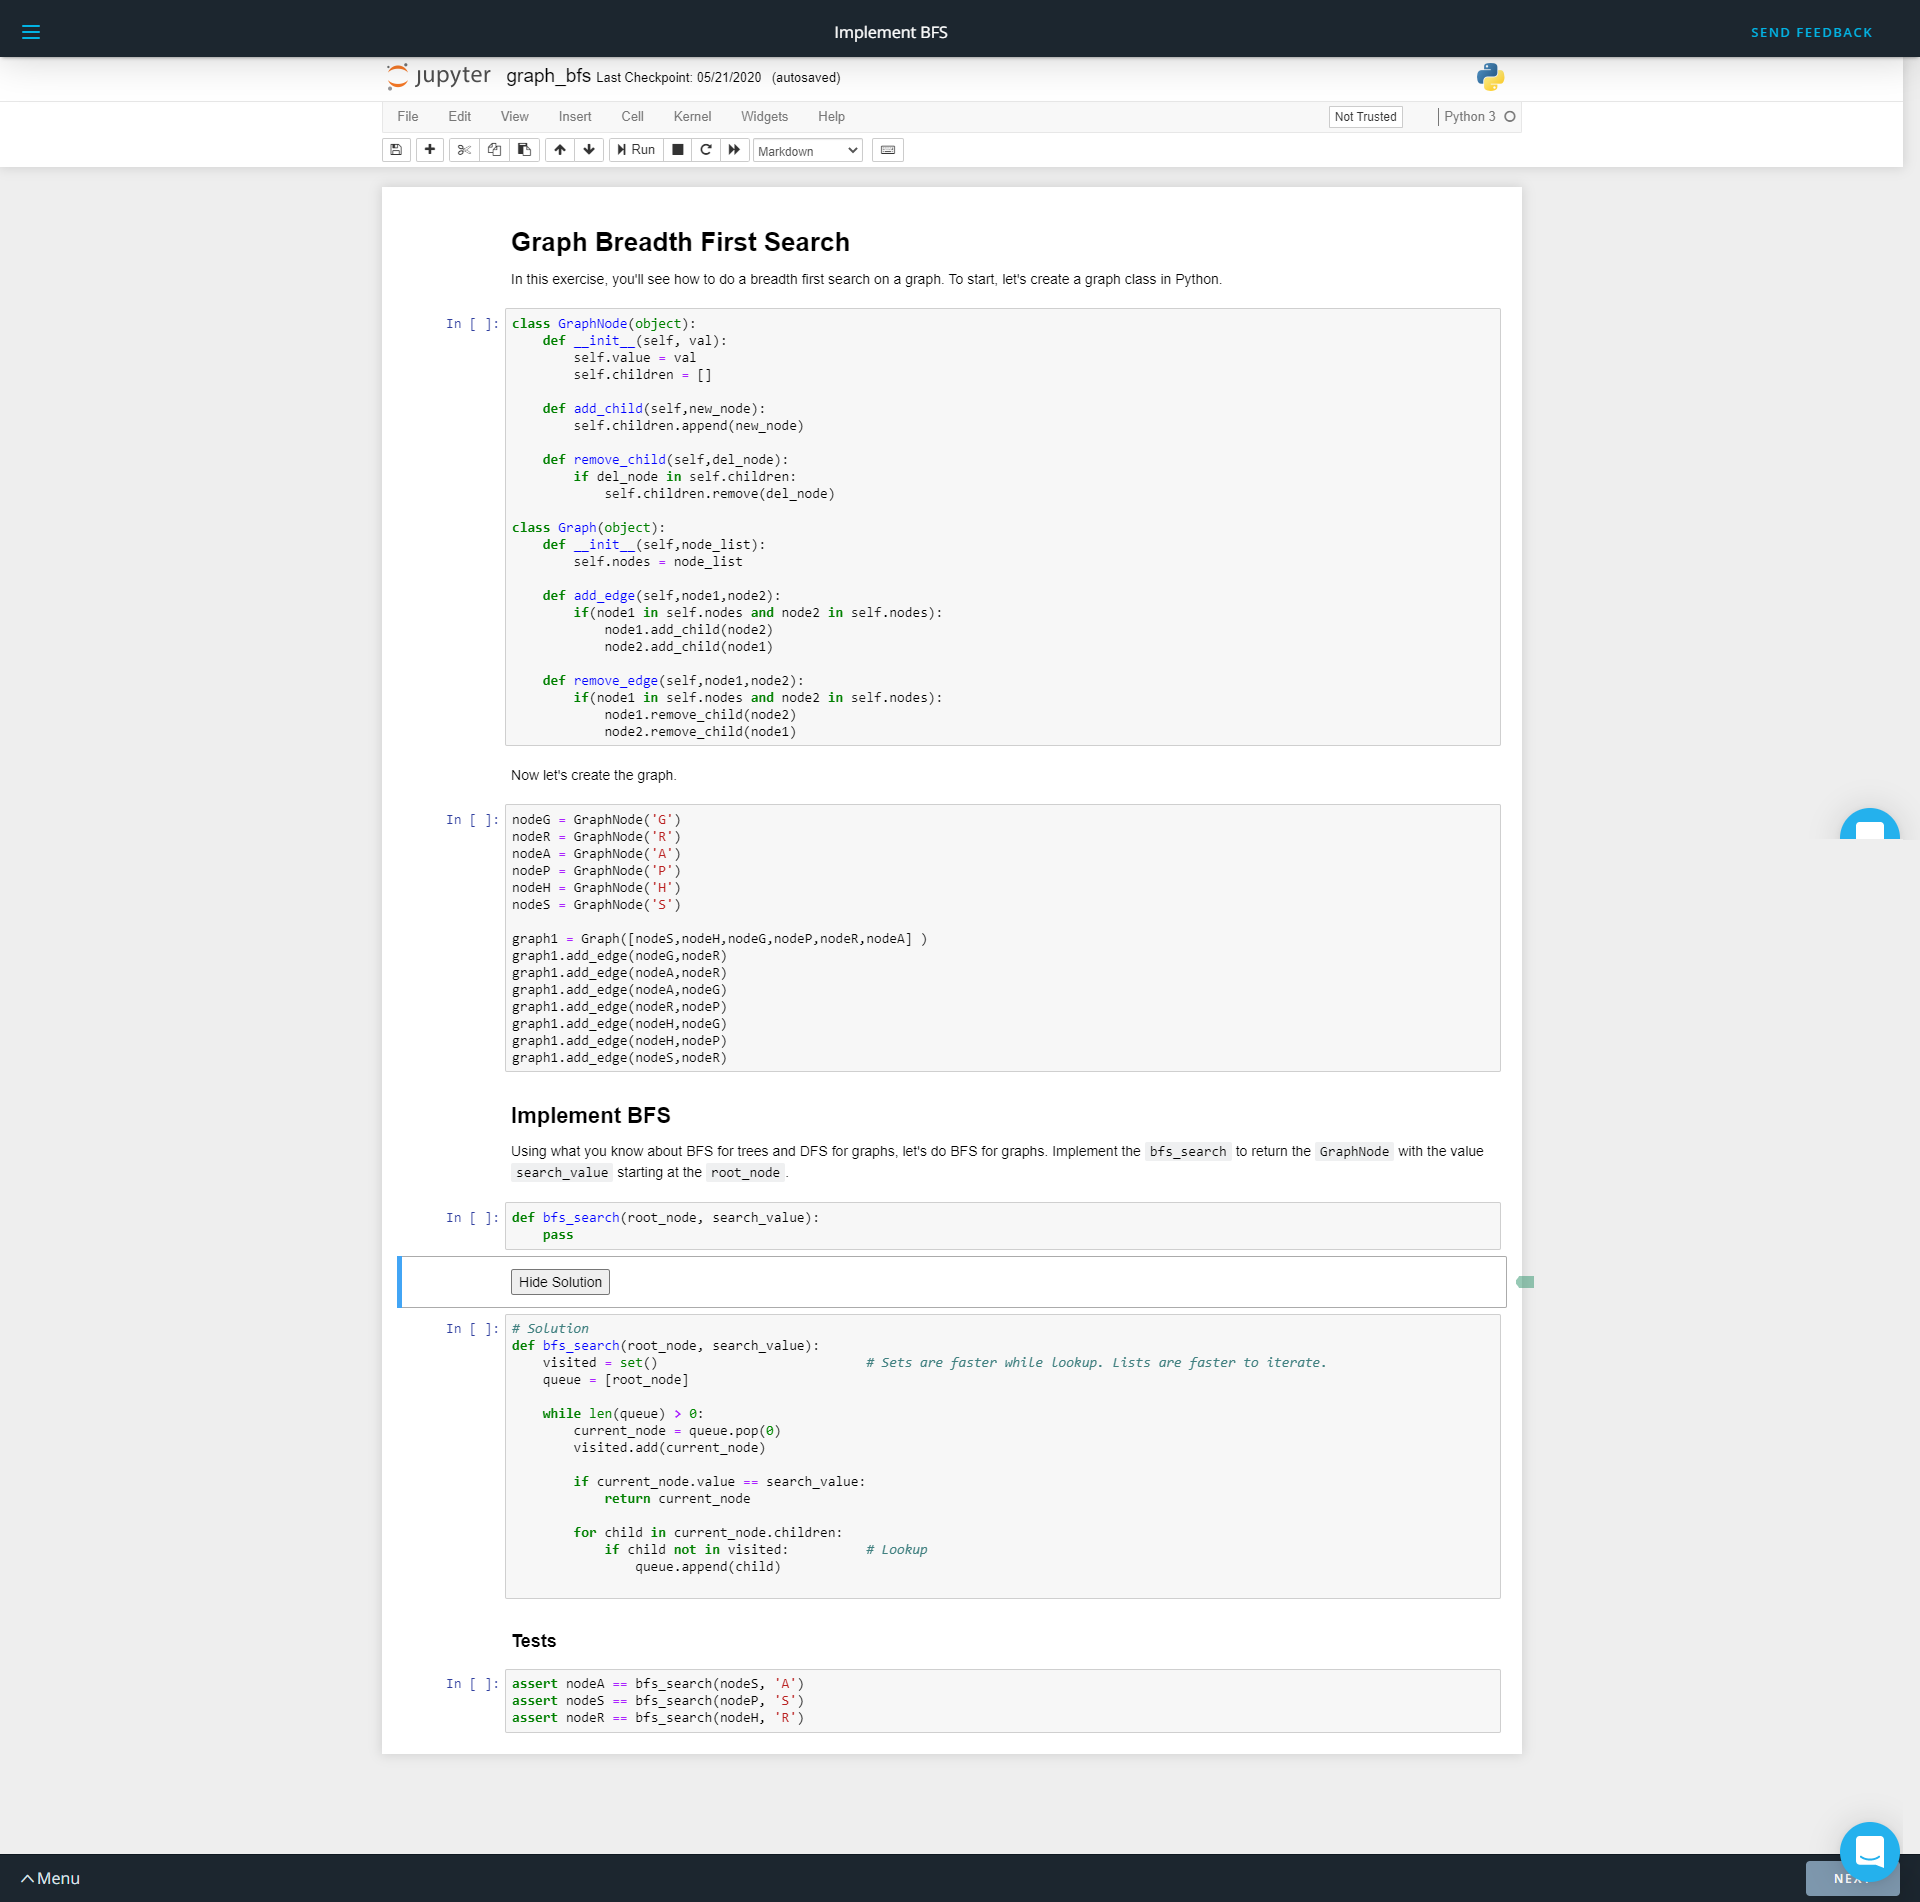 Implement BFS
SEND FEEDBACK
jupyter graph_bfs Last Checkpoint: 05/21/2020 (autosaved)
File Edit View Insert Cell Kernel Widgets Help
Not Trusted
Python 3
Run
Markdown
Graph Breadth First Search
In this exercise, you'll see how to do a breadth first search on a graph. To start, let's create a graph class in Python.
In [ ]:
class GraphNode(object):
    def __init__(self, val):
        self.value = val
        self.children = []
    def add_child(self,new_node):
        self.children.append(new_node)
    def remove_child(self,del_node):
        if del_node in self.children:
            self.children.remove(del_node)
class Graph(object):
    def __init__(self,node_list):
        self.nodes = node_list
    def add_edge(self,node1,node2):
        if(node1 in self.nodes and node2 in self.nodes):
            node1.add_child(node2)
            node2.add_child(node1)
    def remove_edge(self,node1,node2):
        if(node1 in self.nodes and node2 in self.nodes):
            node1.remove_child(node2)
            node2.remove_child(node1)
Now let's create the graph.
In [ ]:
nodeG = GraphNode('G')
nodeR = GraphNode('R')
nodeA = GraphNode('A')
nodeP = GraphNode('P')
nodeH = GraphNode('H')
nodeS = GraphNode('S')
graph1 = Graph([nodeS,nodeH,nodeG,nodeP,nodeR,nodeA] )
graph1.add_edge(nodeG,nodeR)
graph1.add_edge(nodeA,nodeR)
graph1.add_edge(nodeA,nodeG)
graph1.add_edge(nodeR,nodeP)
graph1.add_edge(nodeH,nodeG)
graph1.add_edge(nodeH,nodeP)
graph1.add_edge(nodeS,nodeR)
Implement BFS
Using what you know about BFS for trees and DFS for graphs, let's do BFS for graphs. Implement the bfs_search to return the GraphNode with the value
search_value starting at the root_node.
In [ ]:
def bfs_search(root_node, search_value):
    pass
Hide Solution
In [ ]:
# Solution
def bfs_search(root_node, search_value):
    visited = set()                           # Sets are faster while lookup. Lists are faster to iterate.
    queue = [root_node]
    while len(queue) > 0:
        current_node = queue.pop(0)
        visited.add(current_node)
        if current_node.value == search_value:
            return current_node
        for child in current_node.children:
            if child not in visited:          # Lookup
                queue.append(child)
Tests
In [ ]:
assert nodeA == bfs_search(nodeS, 'A')
assert nodeS == bfs_search(nodeP, 'S')
assert nodeR == bfs_search(nodeH, 'R')
Menu